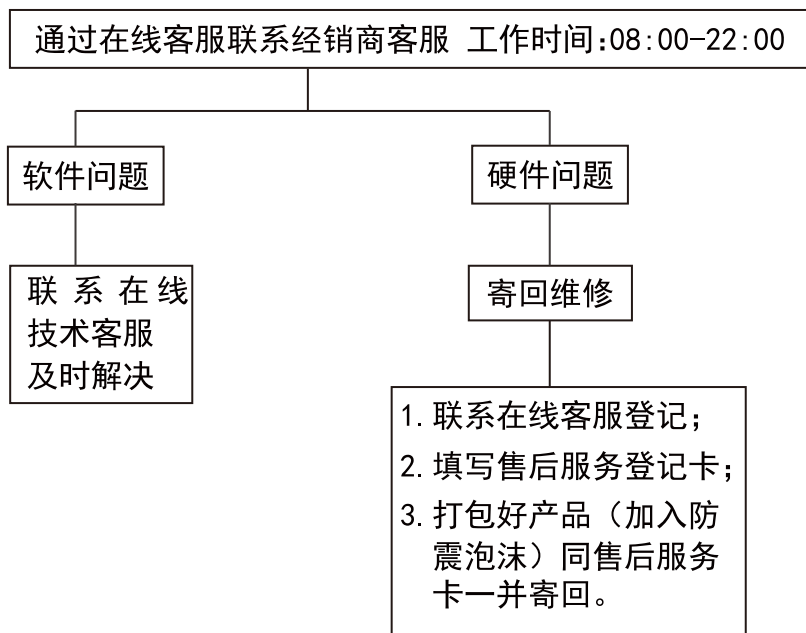 通过在线客服联系经销商客服 工作时间:08:00-22:00
软件问题
硬件问题
联系在线
技术客服
及时解决
寄回维修
1. 联系在线客服登记；
2. 填写售后服务登记卡；
3. 打包好产品（加入防
震泡沫）同售后服务
卡一并寄回。